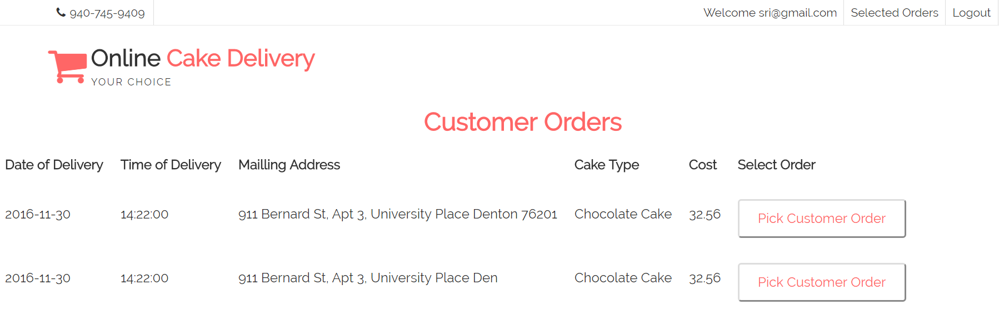 940-745-9409 Welcome sri@gmail.com Selected Orders Logout
Online Cake Delivery
YOUR CHOICE
Customer Orders
Date of Delivery Time of Delivery Mailling Address Cake Type Cost Select Order
2016-11-30 14:22:00 911 Bernard St, Apt 3, University Place Denton 76201 Chocolate Cake 32.56 Pick Customer Order
2016-11-30 14:22:00 911 Bernard St, Apt 3, University Place Den Chocolate Cake 32.56 Pick Customer Order